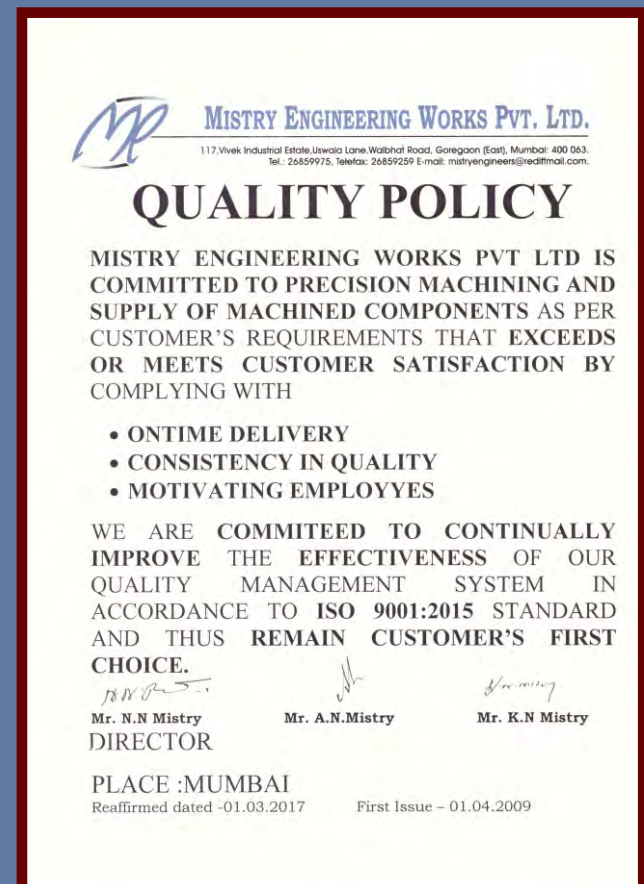 MISTRY ENGINEERING WORKS PVT. LTD.
117,Vivek Industrial Estate,Uswala Lane,Walbhat Road, Goregaon (East), Mumbai: 400 063.
Tel.: 26859975, Telefax: 26859259 E-mail: mistryengineers@rediffmail.com.
QUALITY POLICY
MISTRY ENGINEERING WORKS PVT LTD IS
COMMITTED TO PRECISION MACHINING AND
SUPPLY OF MACHINED COMPONENTS AS PER
CUSTOMER'S REQUIREMENTS THAT EXCEEDS
OR MEETS CUSTOMER SATISFACTION BY
COMPLYING WITH
• ONTIME DELIVERY
• CONSISTENCY IN QUALITY
• MOTIVATING EMPLOYYES
WE ARE COMMITEED TO CONTINUALLY
IMPROVE THE EFFECTIVENESS OF OUR
QUALITY MANAGEMENT SYSTEM IN
ACCORDANCE TO ISO 9001:2015 STANDARD
AND THUS REMAIN CUSTOMER'S FIRST
CHOICE.
Mr. N.N Mistry Mr. A.N.Mistry Mr. K.N Mistry
DIRECTOR
PLACE :MUMBAI
Reaffirmed dated -01.03.2017 First Issue – 01.04.2009